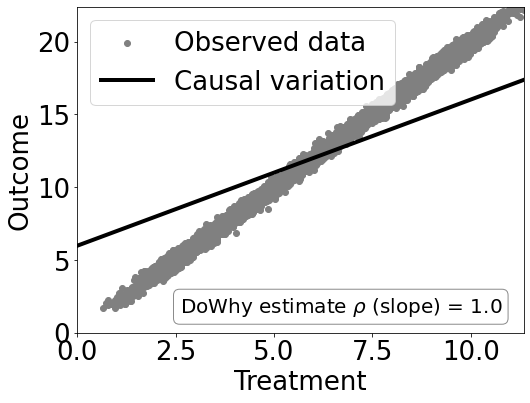 Observed data
Causal variation
20
15
10
5
0
Outcome
DoWhy estimate ρ (slope) = 1.0
0.0 2.5 5.0 7.5 10.0
Treatment